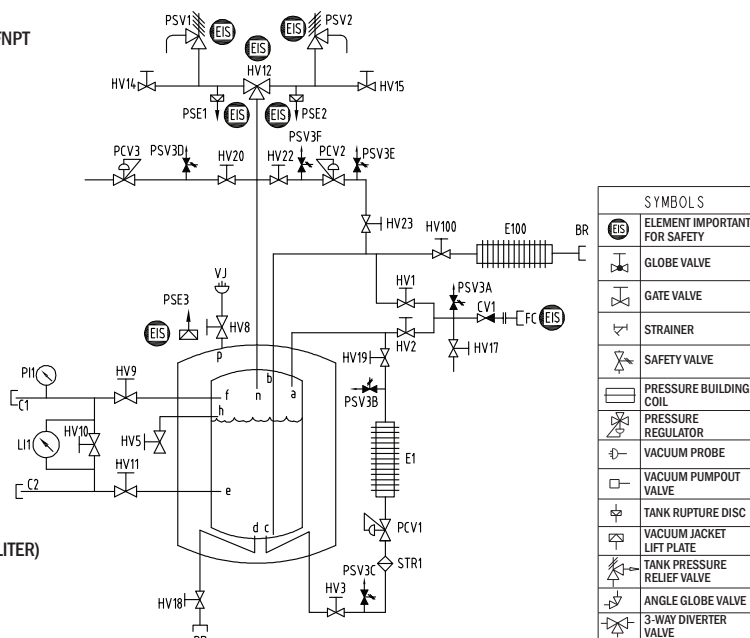 FNPT
PSV1
EIS
EIS
PSV2
EIS
HV12
HV14
HV15
PSE1
EIS
EIS
PSE2
PSV3F
PCV3
PSV3D
HV20
HV22
PCV2
PSV3E
HV23
HV100
E100
BR
VJ
PSE3
EIS
HV8
HV1
PSV3A
CV1
FC
EIS
HV2
HV17
HV19
p
b
PI1
HV9
f
n
a
C1
h
PSV3B
LI1
HV10
HV5
E1
HV11
C2
e
PCV1
d
c
LITER)
STR1
PSV3C
HV3
HV18
SYMBOLS
EIS
ELEMENT IMPORTANT
FOR SAFETY
GLOBE VALVE
GATE VALVE
STRAINER
SAFETY VALVE
PRESSURE BUILDING
COIL
PRESSURE
REGULATOR
VACUUM PROBE
VACUUM PUMPOUT
VALVE
TANK RUPTURE DISC
VACUUM JACKET
LIFT PLATE
TANK PRESSURE
RELIEF VALVE
ANGLE GLOBE VALVE
3-WAY DIVERTER
VALVE